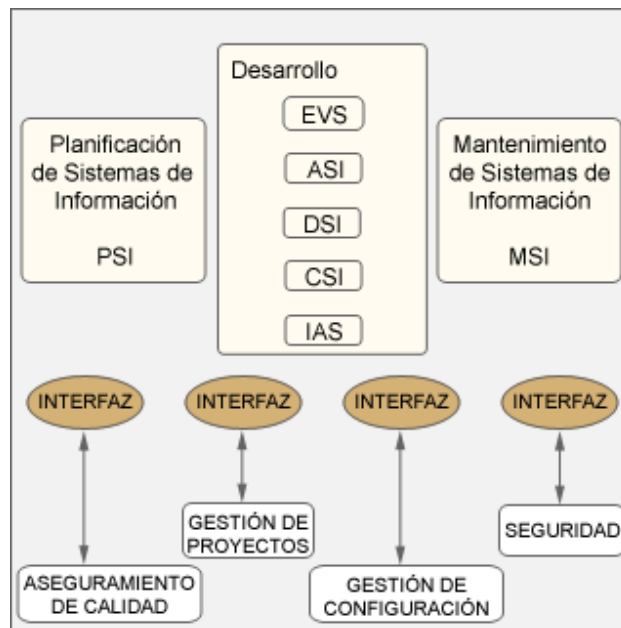 Planificación
de Sistemas de
Información
PSI
Desarrollo
EVS
ASI
DSI
CSI
IAS
Mantenimiento
de Sistemas de
Información
MSI
INTERFAZ
INTERFAZ
INTERFAZ
INTERFAZ
ASEGURAMIENTO
DE CALIDAD
GESTIÓN DE
PROYECTOS
GESTIÓN DE
CONFIGURACIÓN
SEGURIDAD